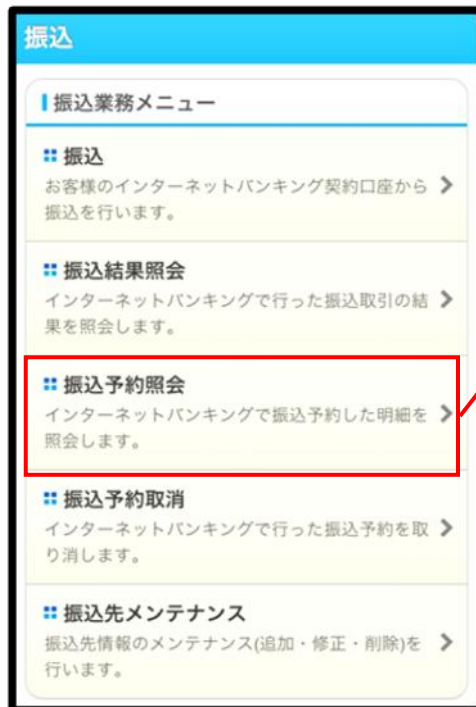 振込
振込業務メニュー
振込
お客様のインターネットバンキング契約口座から
振込を行います。
振込結果照会
インターネットバンキングで行った振込取引の結
果を照会します。
振込予約照会
インターネットバンキングで振込予約した明細を
照会します。
振込予約取消
インターネットバンキングで行った振込予約を取
り消します。
振込先メンテナンス
振込先情報のメンテナンス(追加・修正・削除)を
行います。